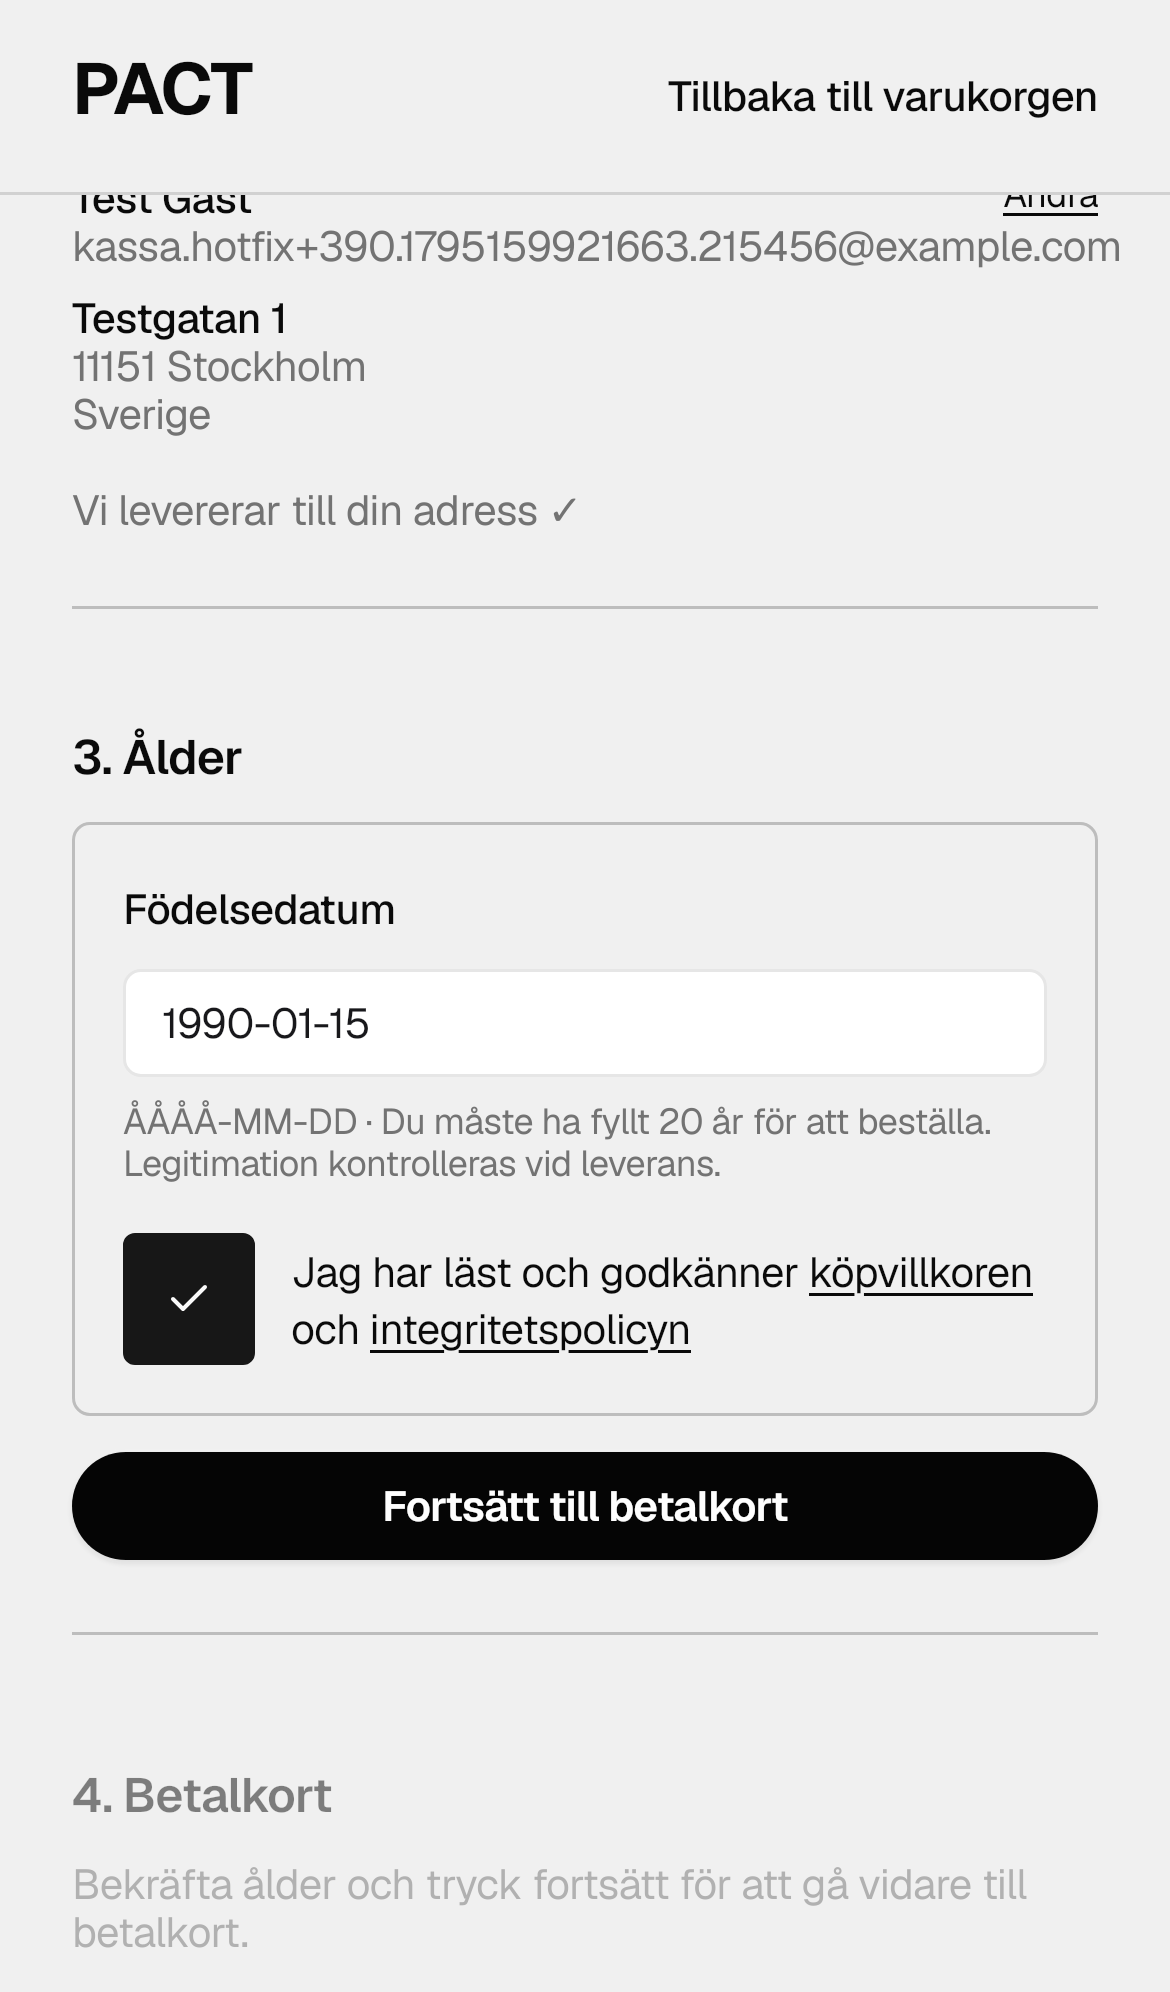 PACT
Tillbaka till varukorgen
Test Gäst
Ändra
kassa.hotfix+390.1795159921663.215456@example.com
Testgatan 1
11151 Stockholm
Sverige
Vi levererar till din adress ✓
3. Ålder
Födelsedatum
1990-01-15
ÅÅÅÅ-MM-DD · Du måste ha fyllt 20 år för att beställa.
Legitimation kontrolleras vid leverans.
Jag har läst och godkänner köpvillkoren
och integritetspolicyn
Fortsätt till betalkort
4. Betalkort
Bekräfta ålder och tryck fortsätt för att gå vidare till
betalkort.